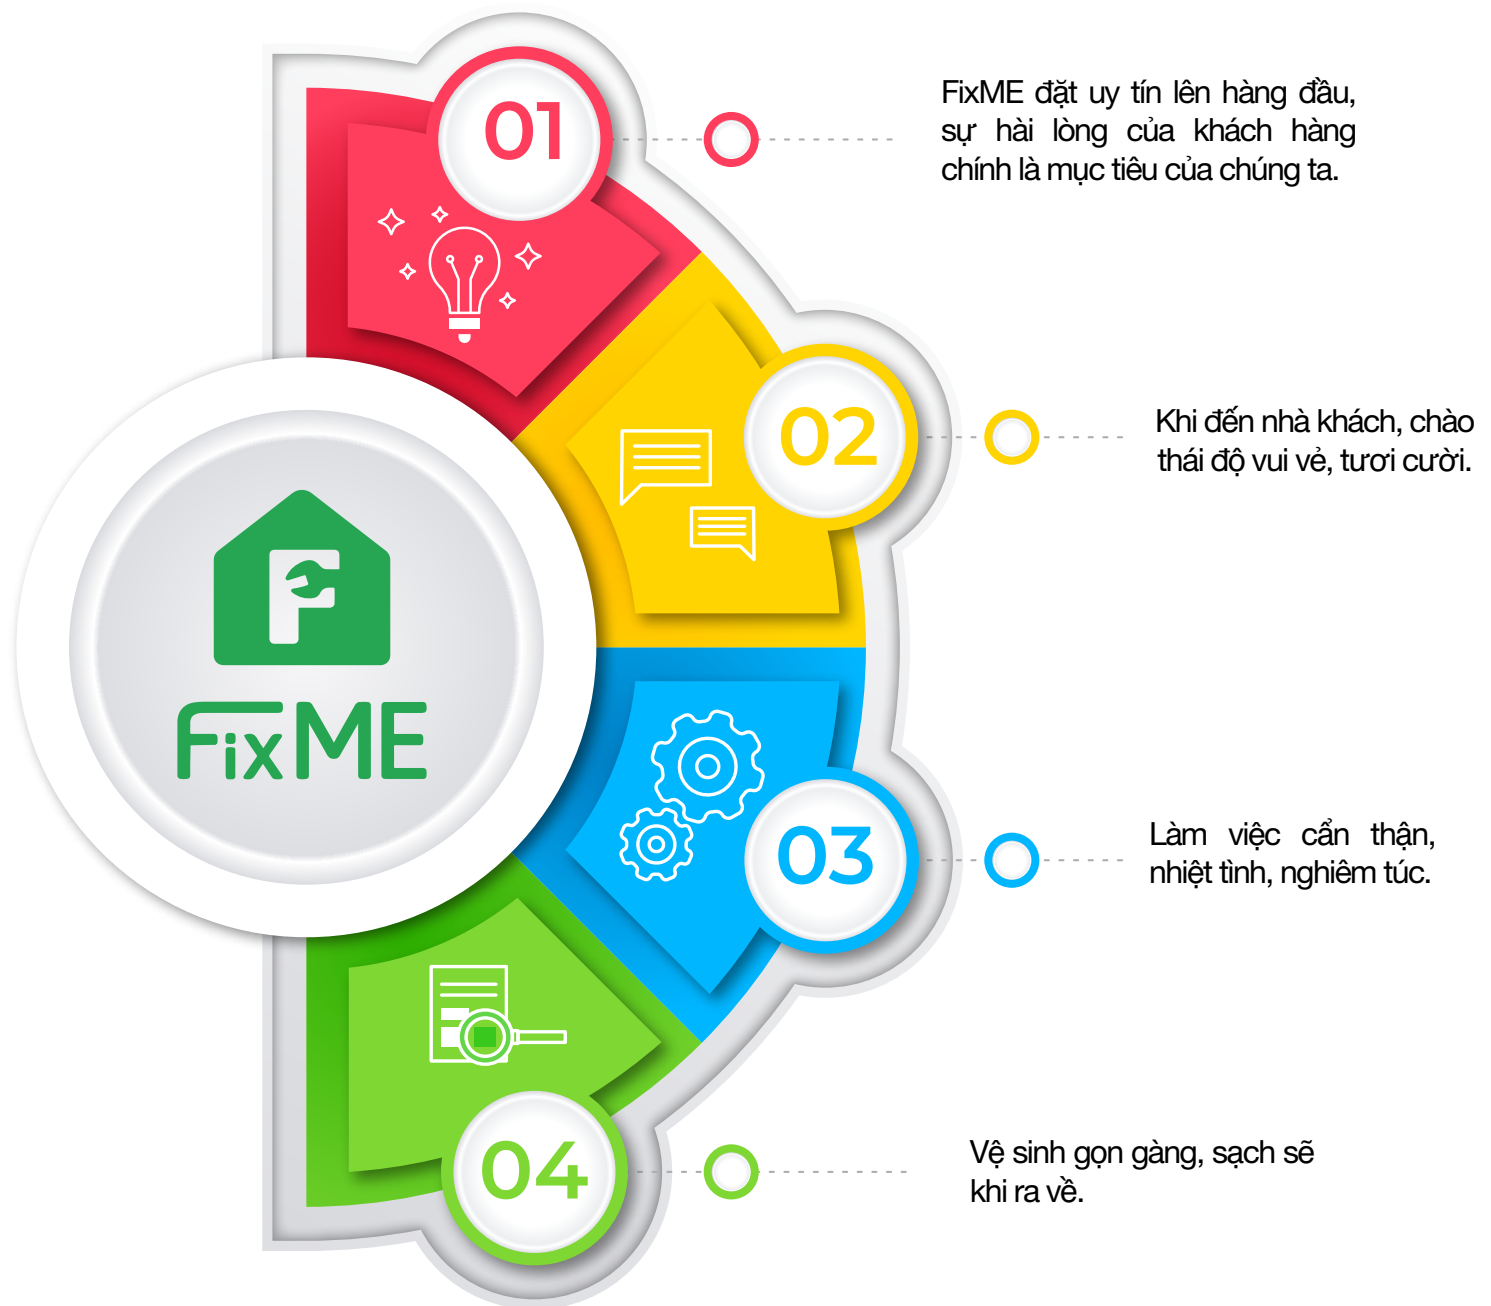 01
FixME đặt uy tín lên hàng đầu,
sự hài lòng của khách hàng
chính là mục tiêu của chúng ta.
02
Khi đến nhà khách, chào
thái độ vui vẻ, tươi cười.
F
FixME
03
Làm việc cẩn thận,
nhiệt tình, nghiêm túc.
04
Vệ sinh gọn gàng, sạch sẽ
khi ra về.